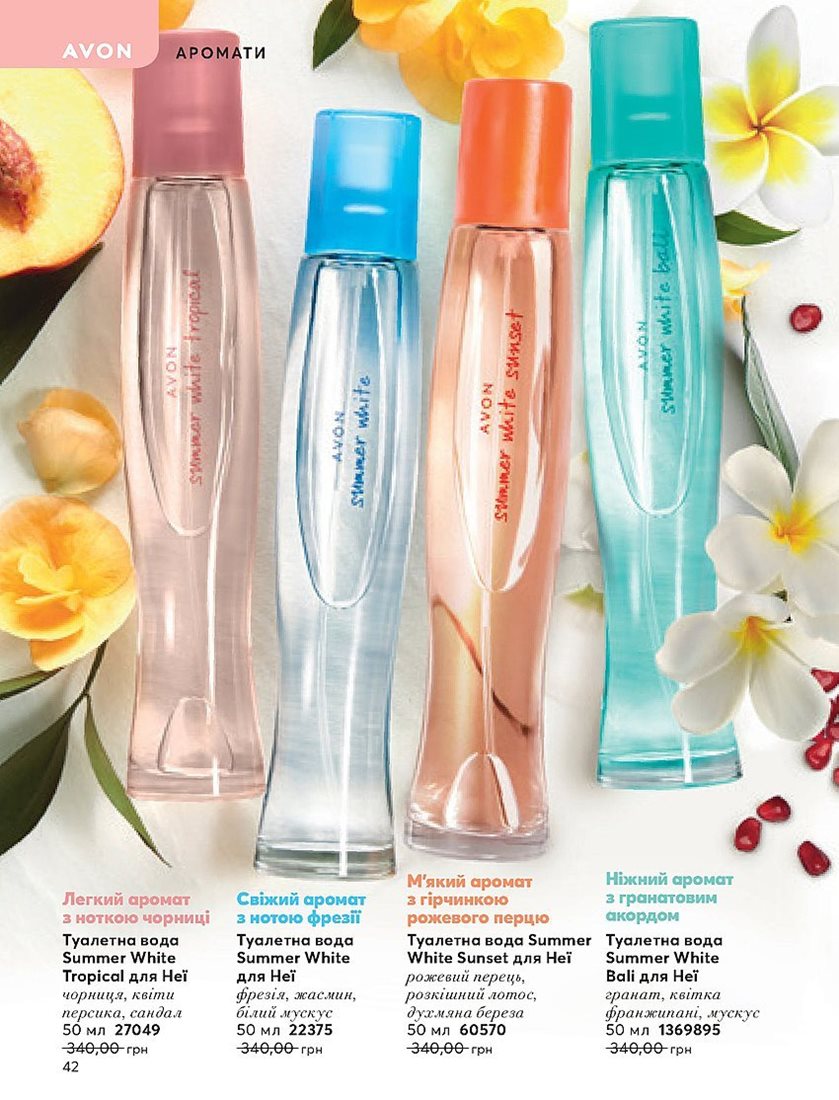 AVON
АРОМАТИ
AVON
summer white tropical
AVON
summer white
AVON
summer white sunset
AVON
summer white bali
Легкий аромат
з ноткою чорниці
Туалетна вода
Summer White
Tropical для Неї
чорниця, квіти
персика, сандал
50 мл 27049
340,00 грн
Свіжий аромат
з нотою фрезії
Туалетна вода
Summer White
для Неї
фрезія, жасмин,
білий мускус
50 мл 22375
340,00 грн
М'який аромат
з гірчинкою
рожевого перцю
Туалетна вода Summer
White Sunset для Неї
рожевий перець,
розкішний лотос,
духмяна береза
50 мл 60570
340,00 грн
Ніжний аромат
з гранатовим
акордом
Туалетна вода
Summer White
Bali для Неї
гранат, квітка
франжипані, мускус
50 мл 1369895
340,00 грн
42